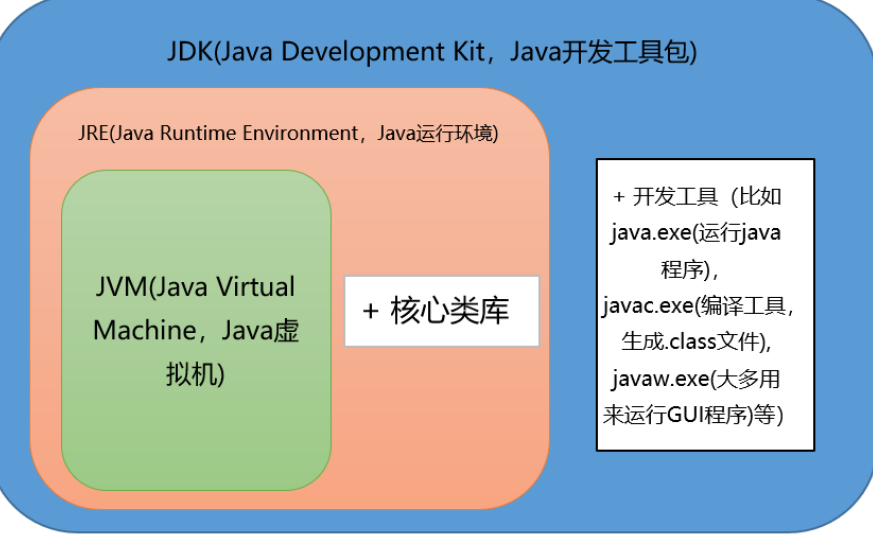 JDK(Java Development Kit，Java开发工具包)
JRE(Java Runtime Environment，Java运行环境)
JVM(Java Virtual
Machine，Java虚
拟机)
+ 核心类库
+ 开发工具（比如
java.exe(运行java
程序)，
javac.exe(编译工具，
生成.class文件),
javaw.exe(大多用
来运行GUI程序)等）